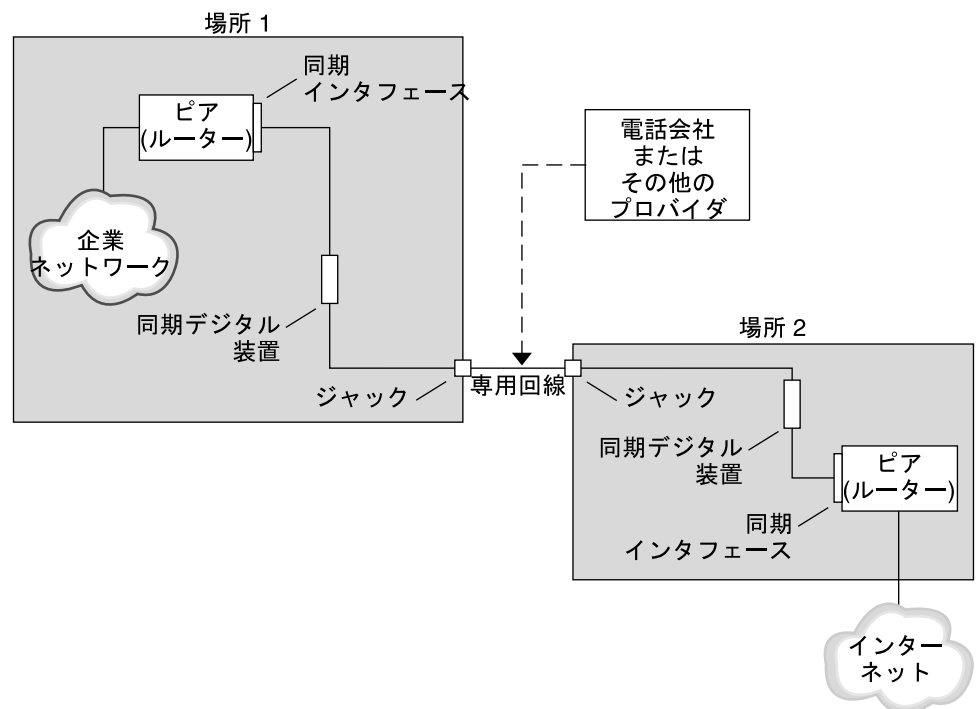 場所 1
同期
インタフェース
ピア
(ルーター)
企業
ネットワーク
同期デジタル
装置
ジャック
電話会社
または
その他の
プロバイダ
専用回線
場所 2
ジャック
同期デジタル
装置
ピア
(ルーター)
同期
インタフェース
インター
ネット